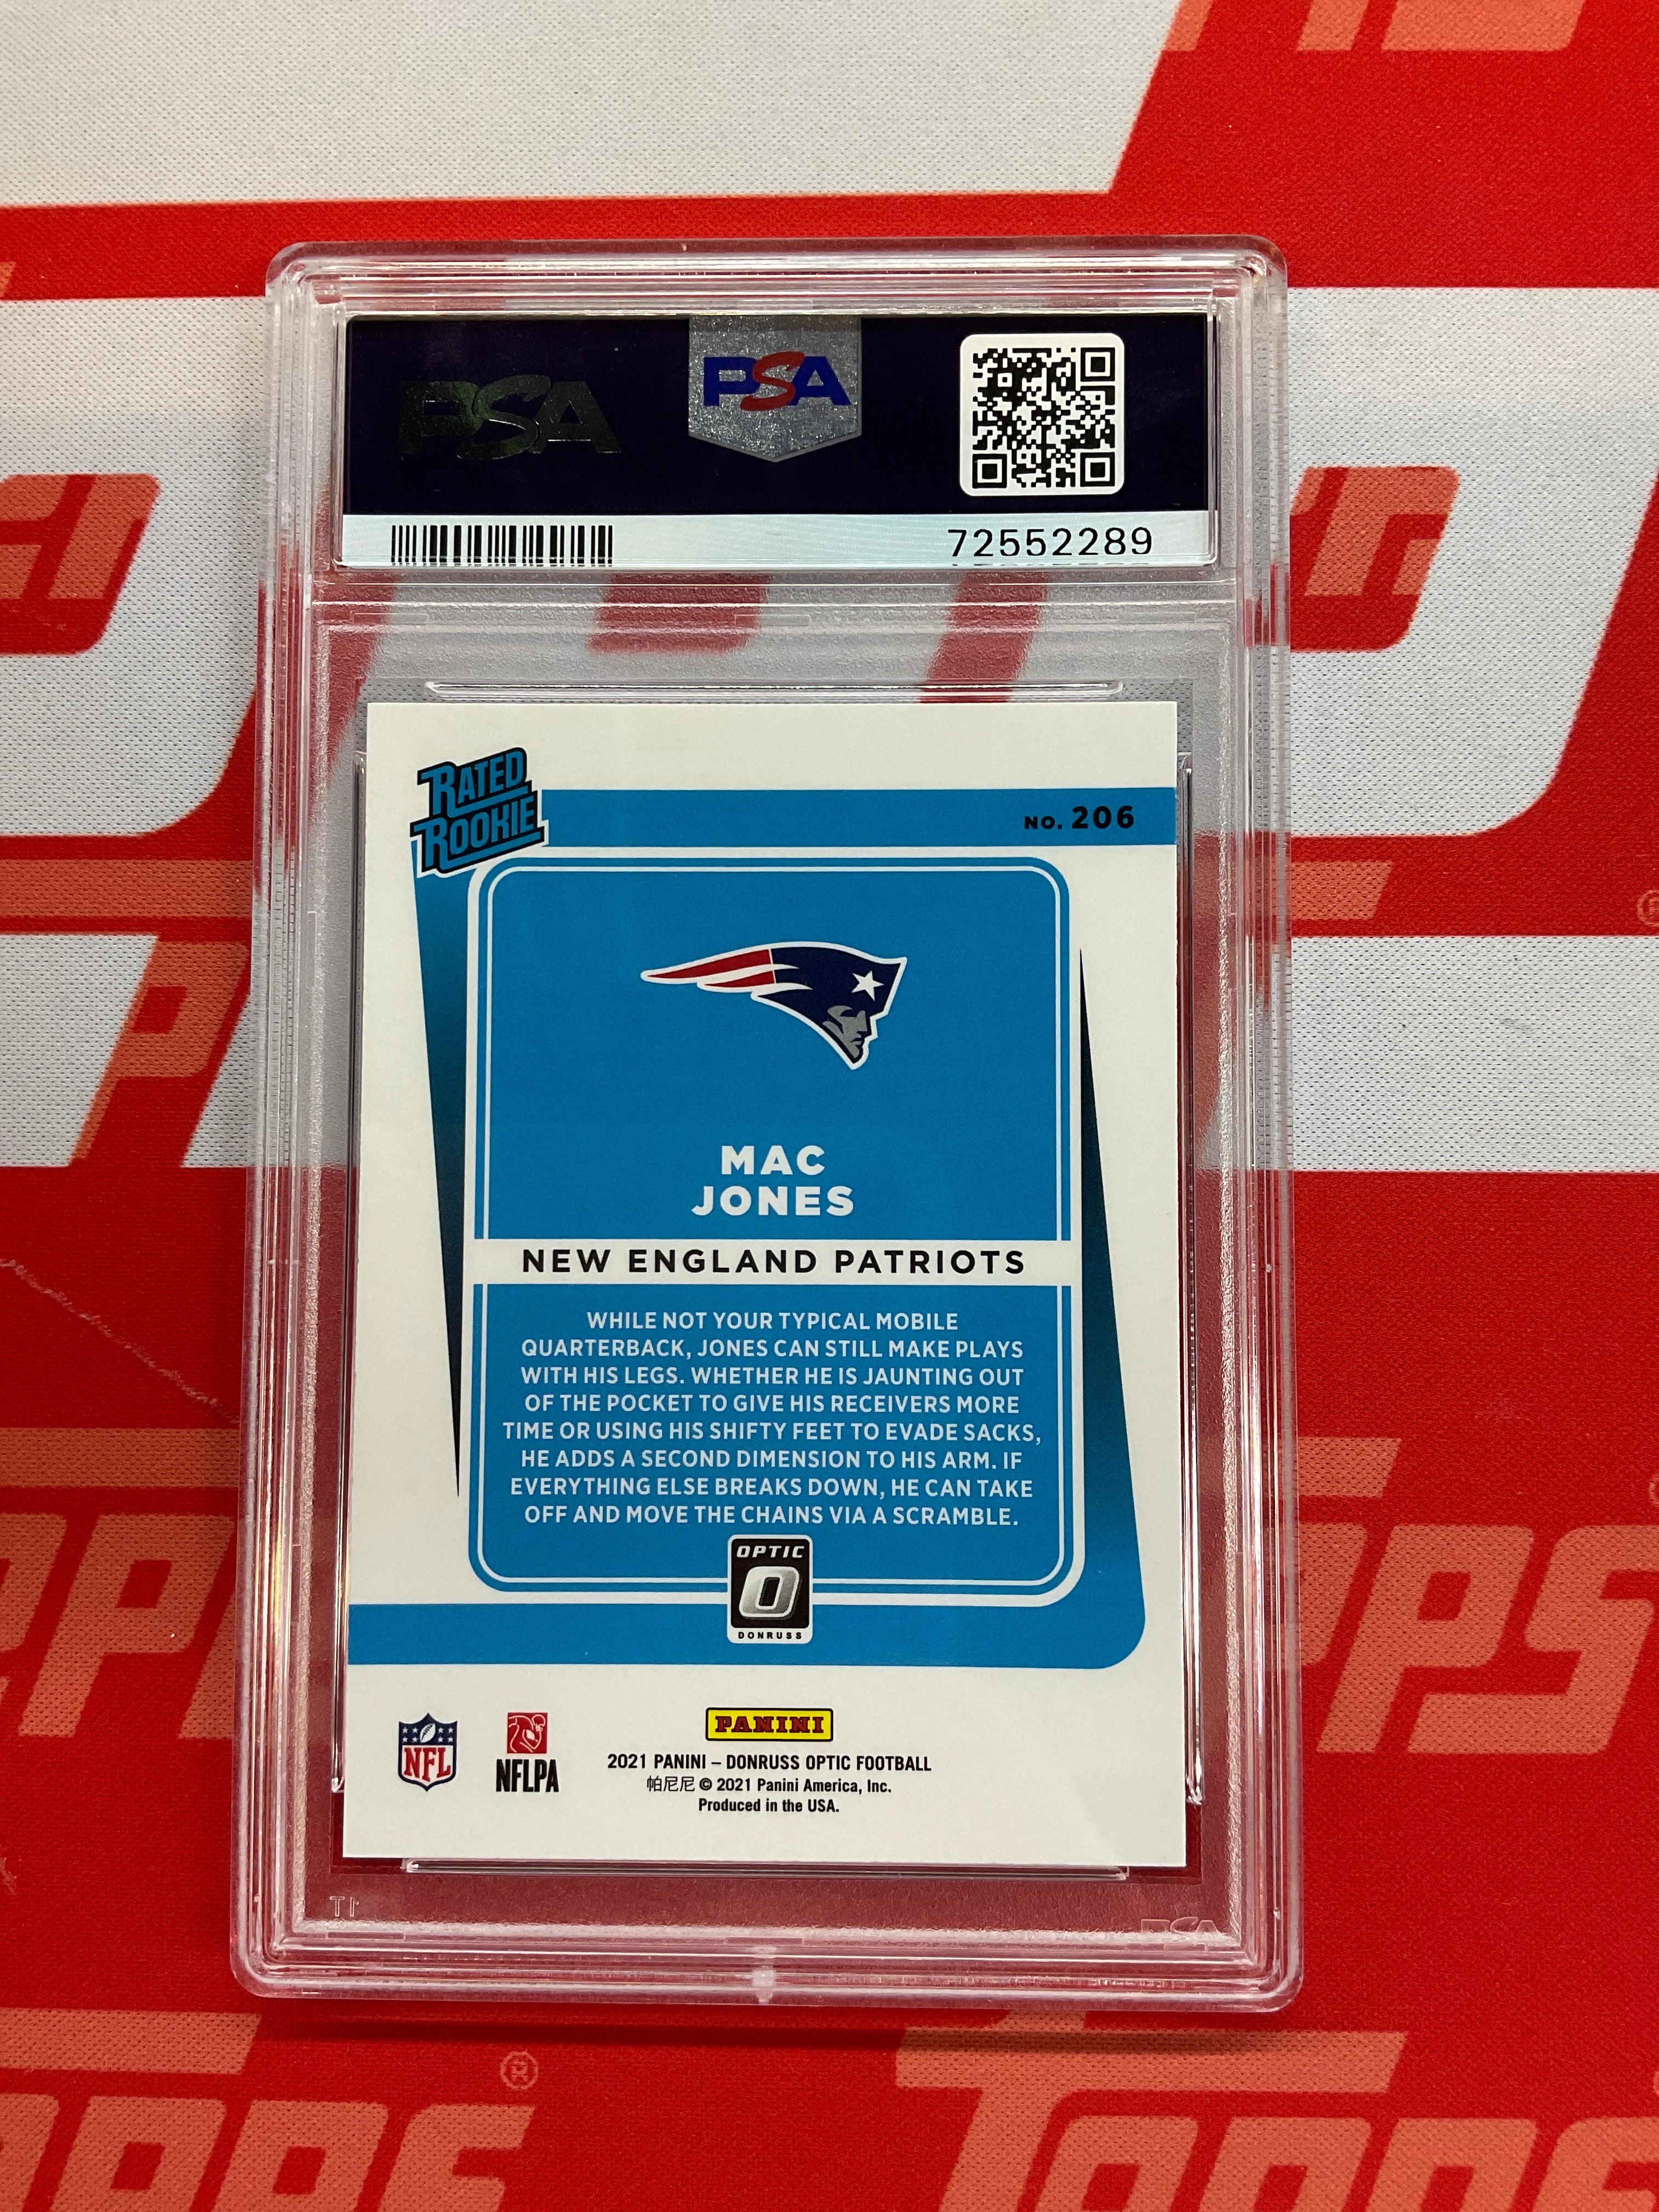 PSA
PSA
72552289
RATED
ROOKIE
NO. 206
MAC
JONES
NEW ENGLAND PATRIOTS
WHILE NOT YOUR TYPICAL MOBILE
QUARTERBACK, JONES CAN STILL MAKE PLAYS
WITH HIS LEGS. WHETHER HE IS JAUNTING OUT
OF THE POCKET TO GIVE HIS RECEIVERS MORE
TIME OR USING HIS SHIFTY FEET TO EVADE SACKS,
HE ADDS A SECOND DIMENSION TO HIS ARM. IF
EVERYTHING ELSE BREAKS DOWN, HE CAN TAKE
OFF AND MOVE THE CHAINS VIA A SCRAMBLE.
OPTIC
O
DONRUSS
NFL
NFLPA
PANINI
2021 PANINI – DONRUSS OPTIC FOOTBALL
帕尼尼 © 2021 Panini America, Inc.
Produced in the USA.
PSA
Topps